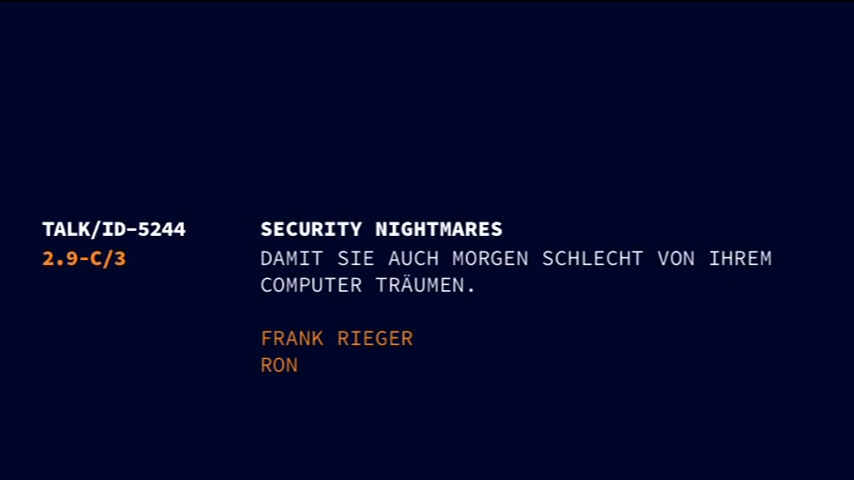 TALK/ID-5244
2.9-C/3
SECURITY NIGHTMARES
DAMIT SIE AUCH MORGEN SCHLECHT VON IHREM
COMPUTER TRÄUMEN.
FRANK RIEGER
RON